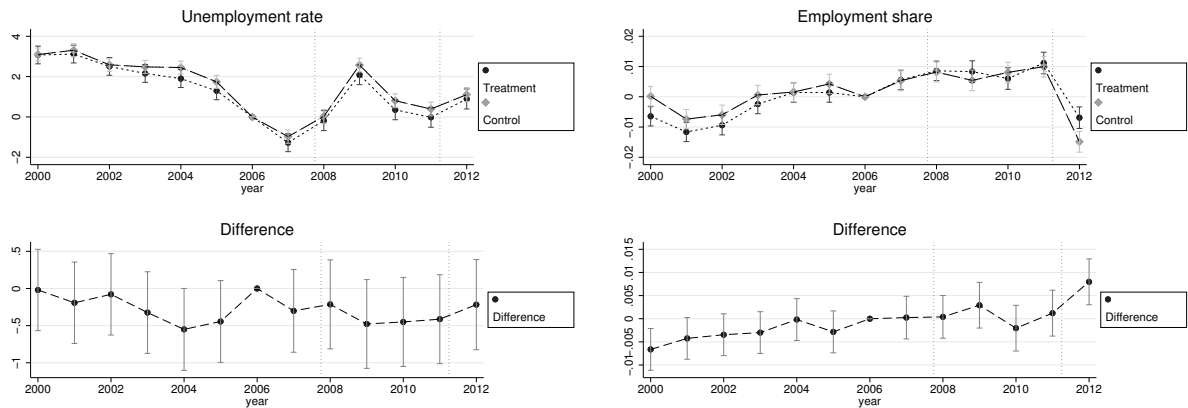 Unemployment rate
4
2
0
−2
2000 2002 2004 2006 2008 2010 2012
year
Treatment
Control
Employment share
.02
.01
0
−.01
−.02
2000 2002 2004 2006 2008 2010 2012
year
Treatment
Control
Difference
.5
0
−.5
−1
2000 2002 2004 2006 2008 2010 2012
year
Difference
Difference
.015
.01
.005
0
−.005
−.01
2000 2002 2004 2006 2008 2010 2012
year
Difference